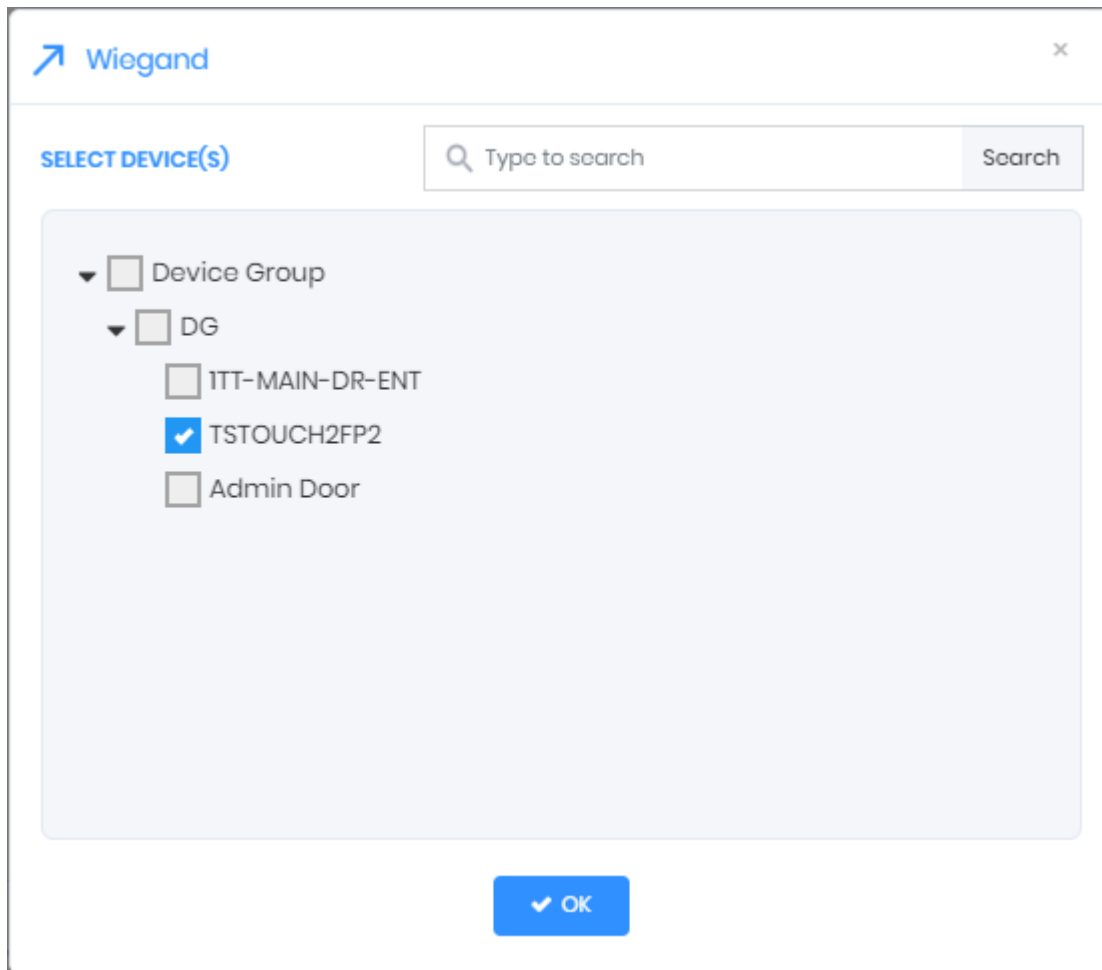 Wiegand
×
SELECT DEVICE(S)
Type to search
Search
Device Group
DG
1TT-MAIN-DR-ENT
TSTOUCH2FP2
Admin Door
OK